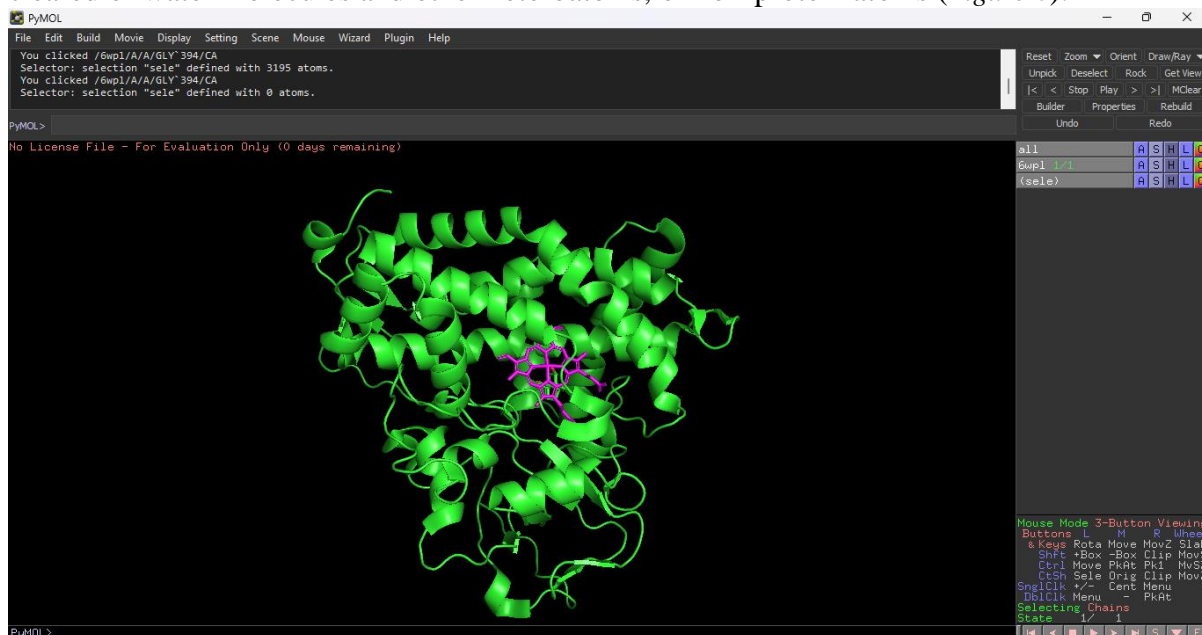 PyMOL
File Edit Build Movie Display Setting Scene Mouse Wizard Plugin Help
You clicked /6wpl/A/A/GLY`394/CA
Selector: selection "sele" defined with 3195 atoms.
You clicked /6wpl/A/A/GLY`394/CA
Selector: selection "sele" defined with 0 atoms.
PyMOL>
Reset Zoom Orient Draw/Ray
Unpick Deselect Rock Get View
|< < Stop Play > >| MClear
Builder Properties Rebuild
Undo Redo
No License File - For Evaluation Only (0 days remaining)
all A S H L C
6wpl 1/1 A S H L C
(sele) A S H L C
Mouse Mode 3-Button Viewing
Buttons L M R Whee
& Keys Rota Move MovZ Slab
Shft +Box -Box Clip MovS
Ctrl Move PkAt Pk1 MvSZ
CtSh Sele Orig Clip MovZ
SnglClk +/- Cent Menu
DblClk Menu - PkAt
Selecting Chains
State 1/ 1
PyMOL>
S F